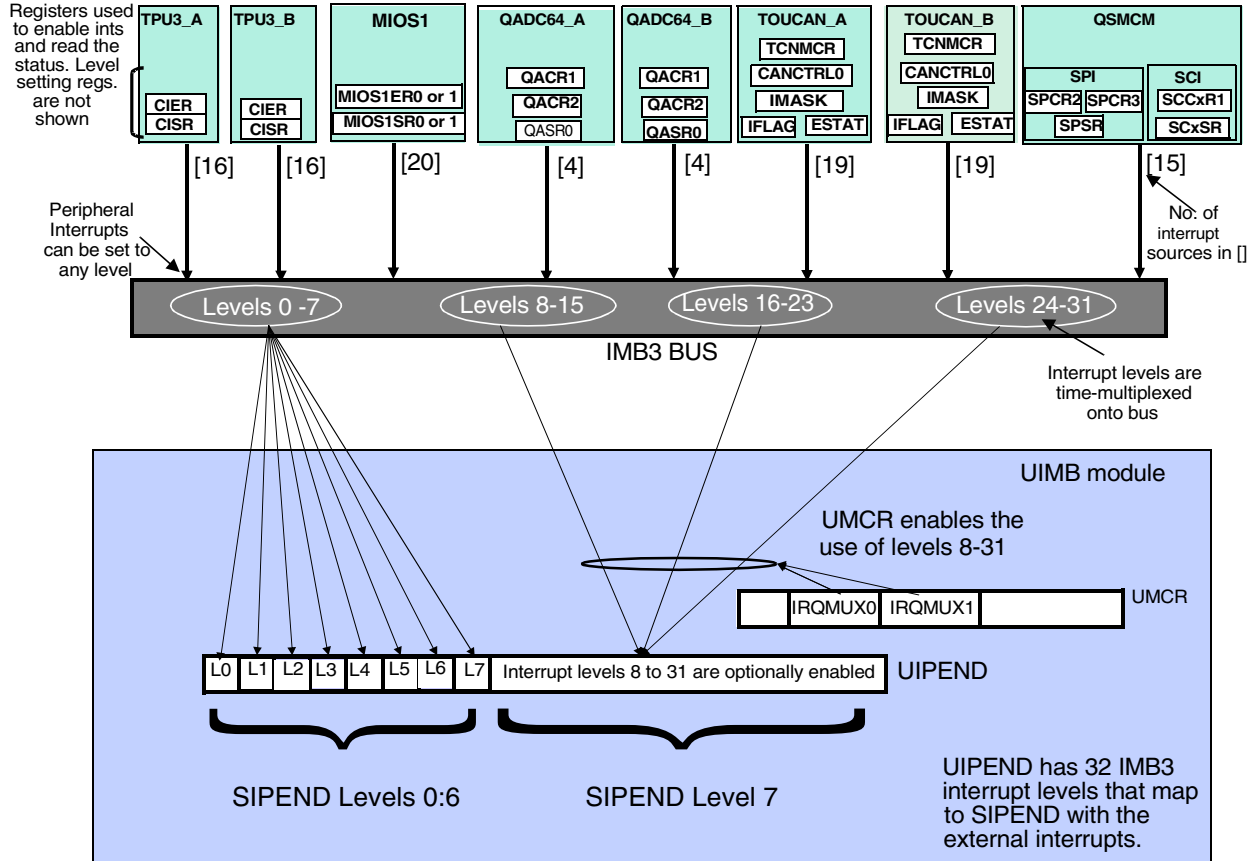 Registers used
to enable ints
and read the
status. Level
setting regs.
are not
shown
TPU3_A
CIER
CISR
TPU3_B
CIER
CISR
MIOS1
MIOS1ER0 or 1
MIOS1SR0 or 1
QADC64_A
QACR1
QACR2
QASR0
QADC64_B
QACR1
QACR2
QASR0
TOUCAN_A
TCNMCR
CANCTRL0
IMASK
IFLAG
ESTAT
TOUCAN_B
TCNMCR
CANCTRL0
IMASK
IFLAG
ESTAT
QSMCM
SPI
SPCR2
SPCR3
SPSR
SCI
SCCxR1
SCxSR
[16]
[16]
[20]
[4]
[4]
[19]
[19]
[15]
Peripheral
Interrupts
can be set to
any level
No. of
interrupt
sources in []
Levels 0 -7
Levels 8-15
Levels 16-23
Levels 24-31
IMB3 BUS
Interrupt levels are
time-multiplexed
onto bus
UIMB module
UMCR enables the
use of levels 8-31
IRQMUX0
IRQMUX1
UMCR
L0
L1
L2
L3
L4
L5
L6
L7
Interrupt levels 8 to 31 are optionally enabled
UIPEND
SIPEND Levels 0:6
SIPEND Level 7
UIPEND has 32 IMB3
interrupt levels that map
to SIPEND with the
external interrupts.